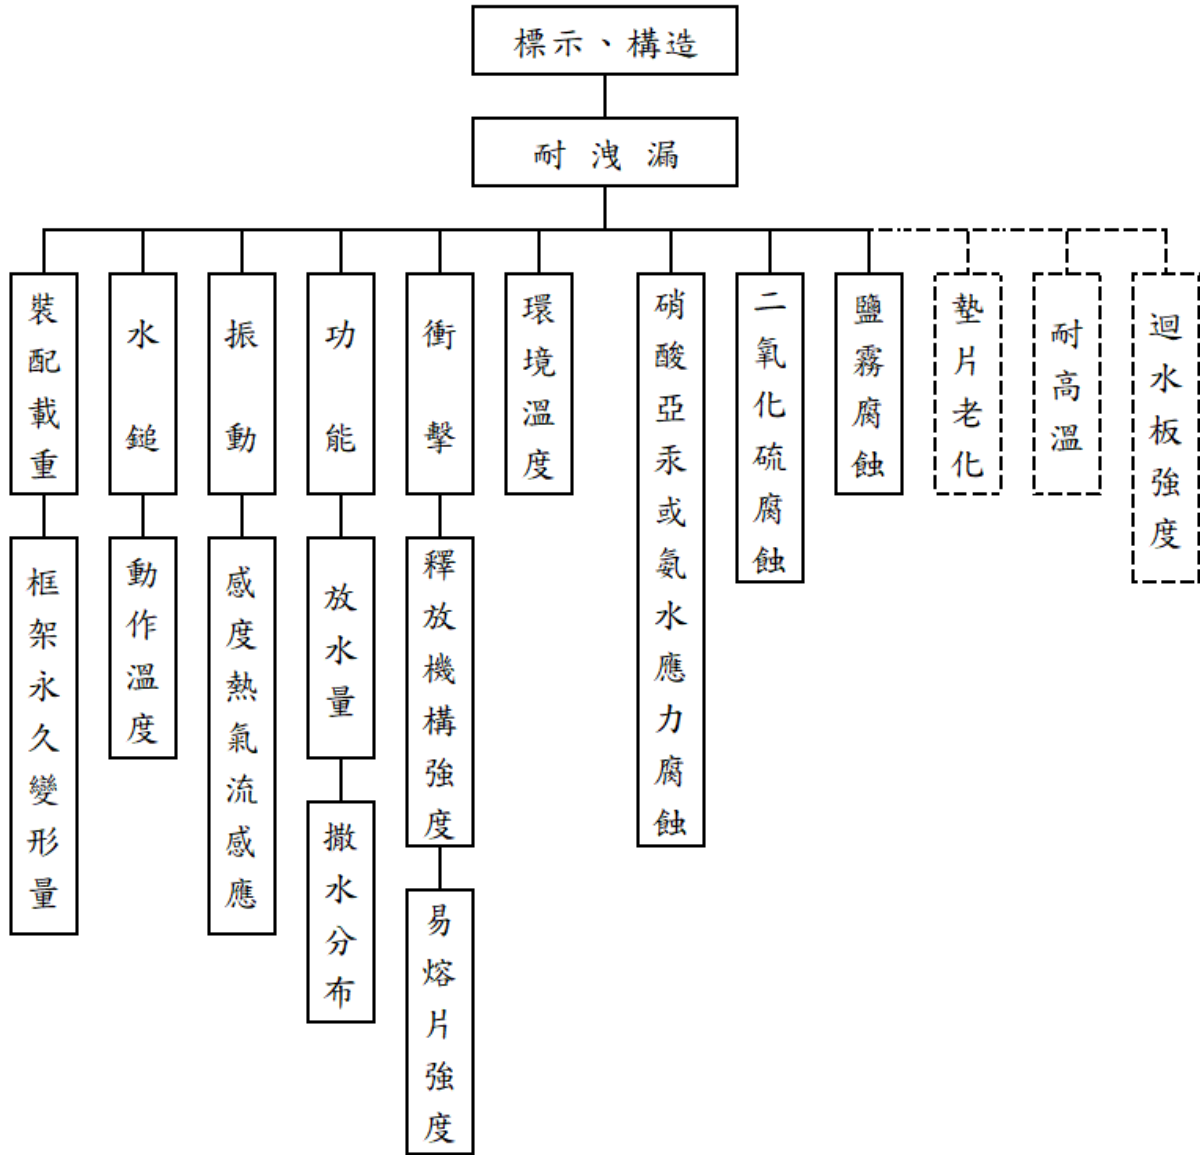 標示、構造
耐洩漏
裝配載重
水鎚
振動
功能
衝擊
環境溫度
硝酸亞汞或氨水應力腐蝕
二氧化硫腐蝕
鹽霧腐蝕
墊片老化
耐高溫
迴水板強度
框架永久變形量
動作溫度
感度熱氣流感應
放水量
釋放機構強度
撒水分布
易熔片強度